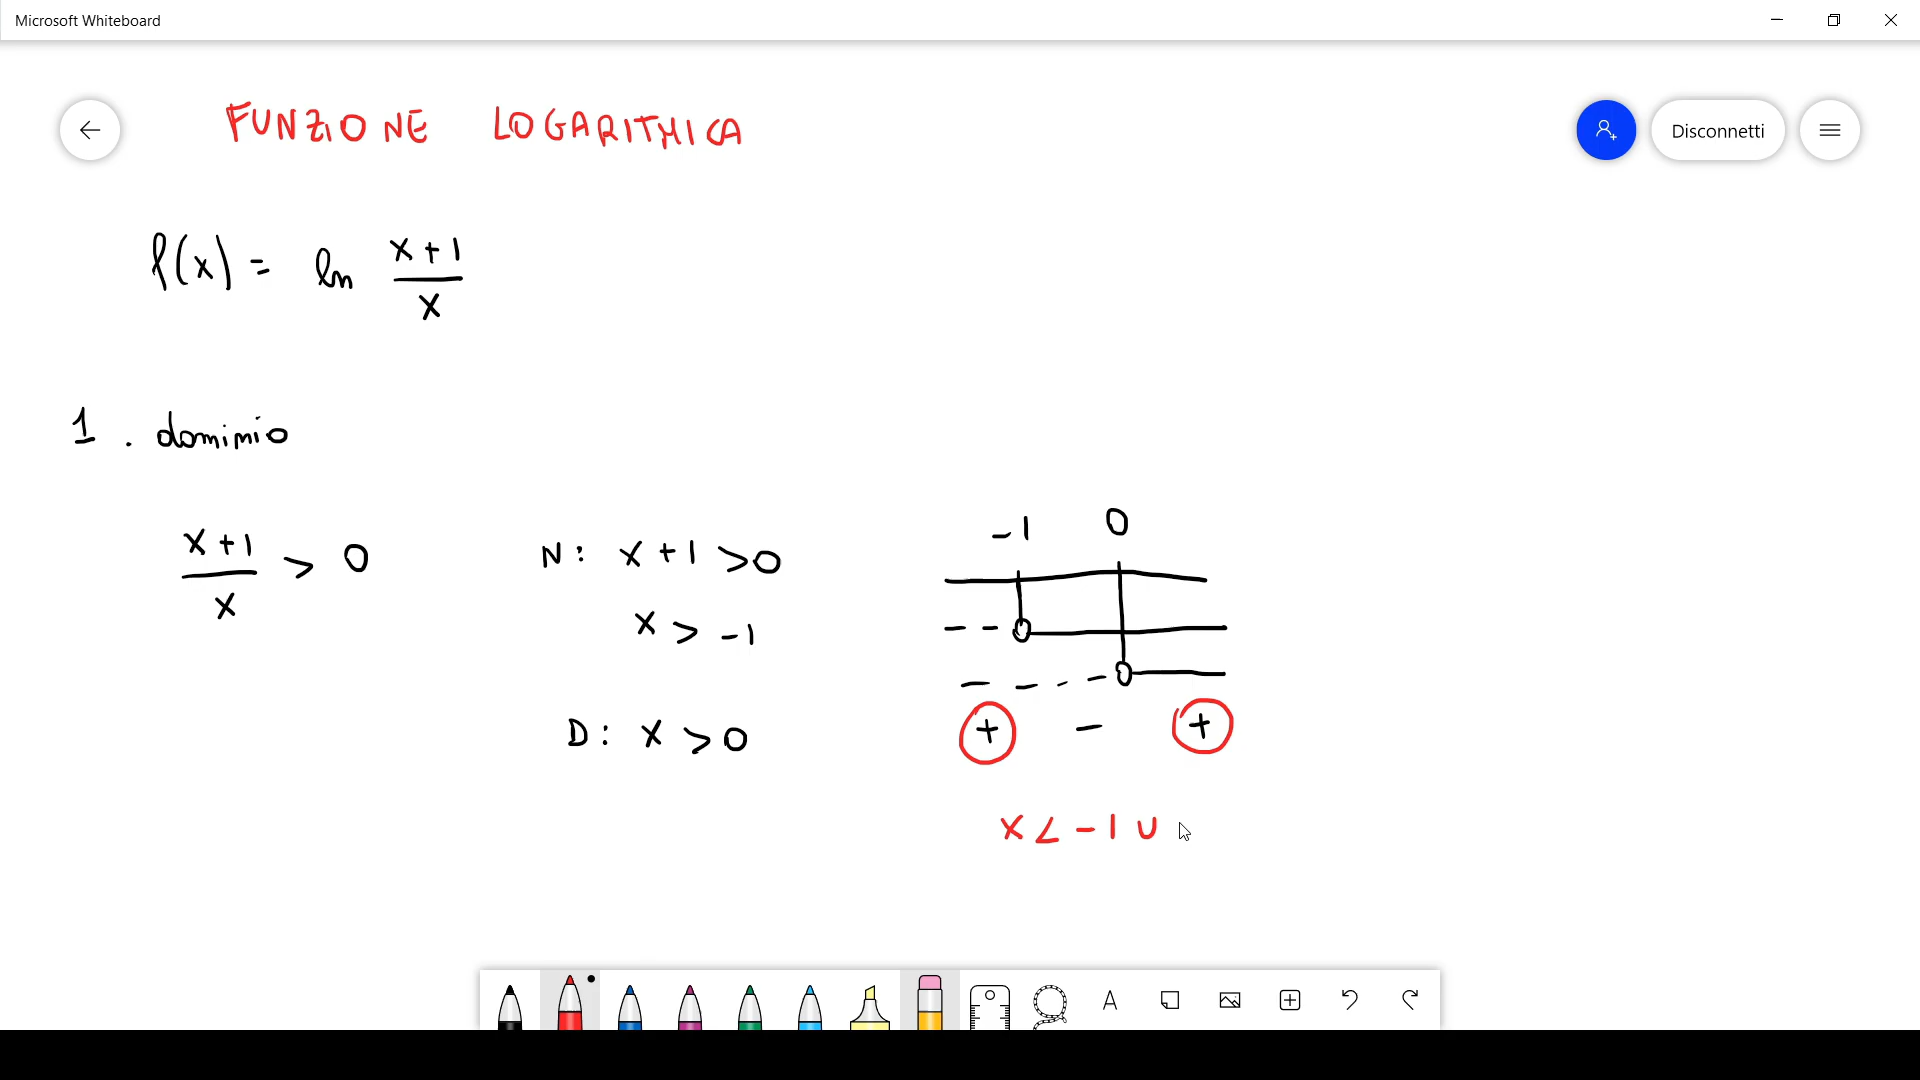 Microsoft Whiteboard
FUNZIONE LOGARITMICA
Disconnetti
f(x) = ln (x+1)/x
1. dominio
(x+1)/x > 0
N: x+1 >0
x > -1
D: x >0
-1 0
+ - +
x < -1 ∪